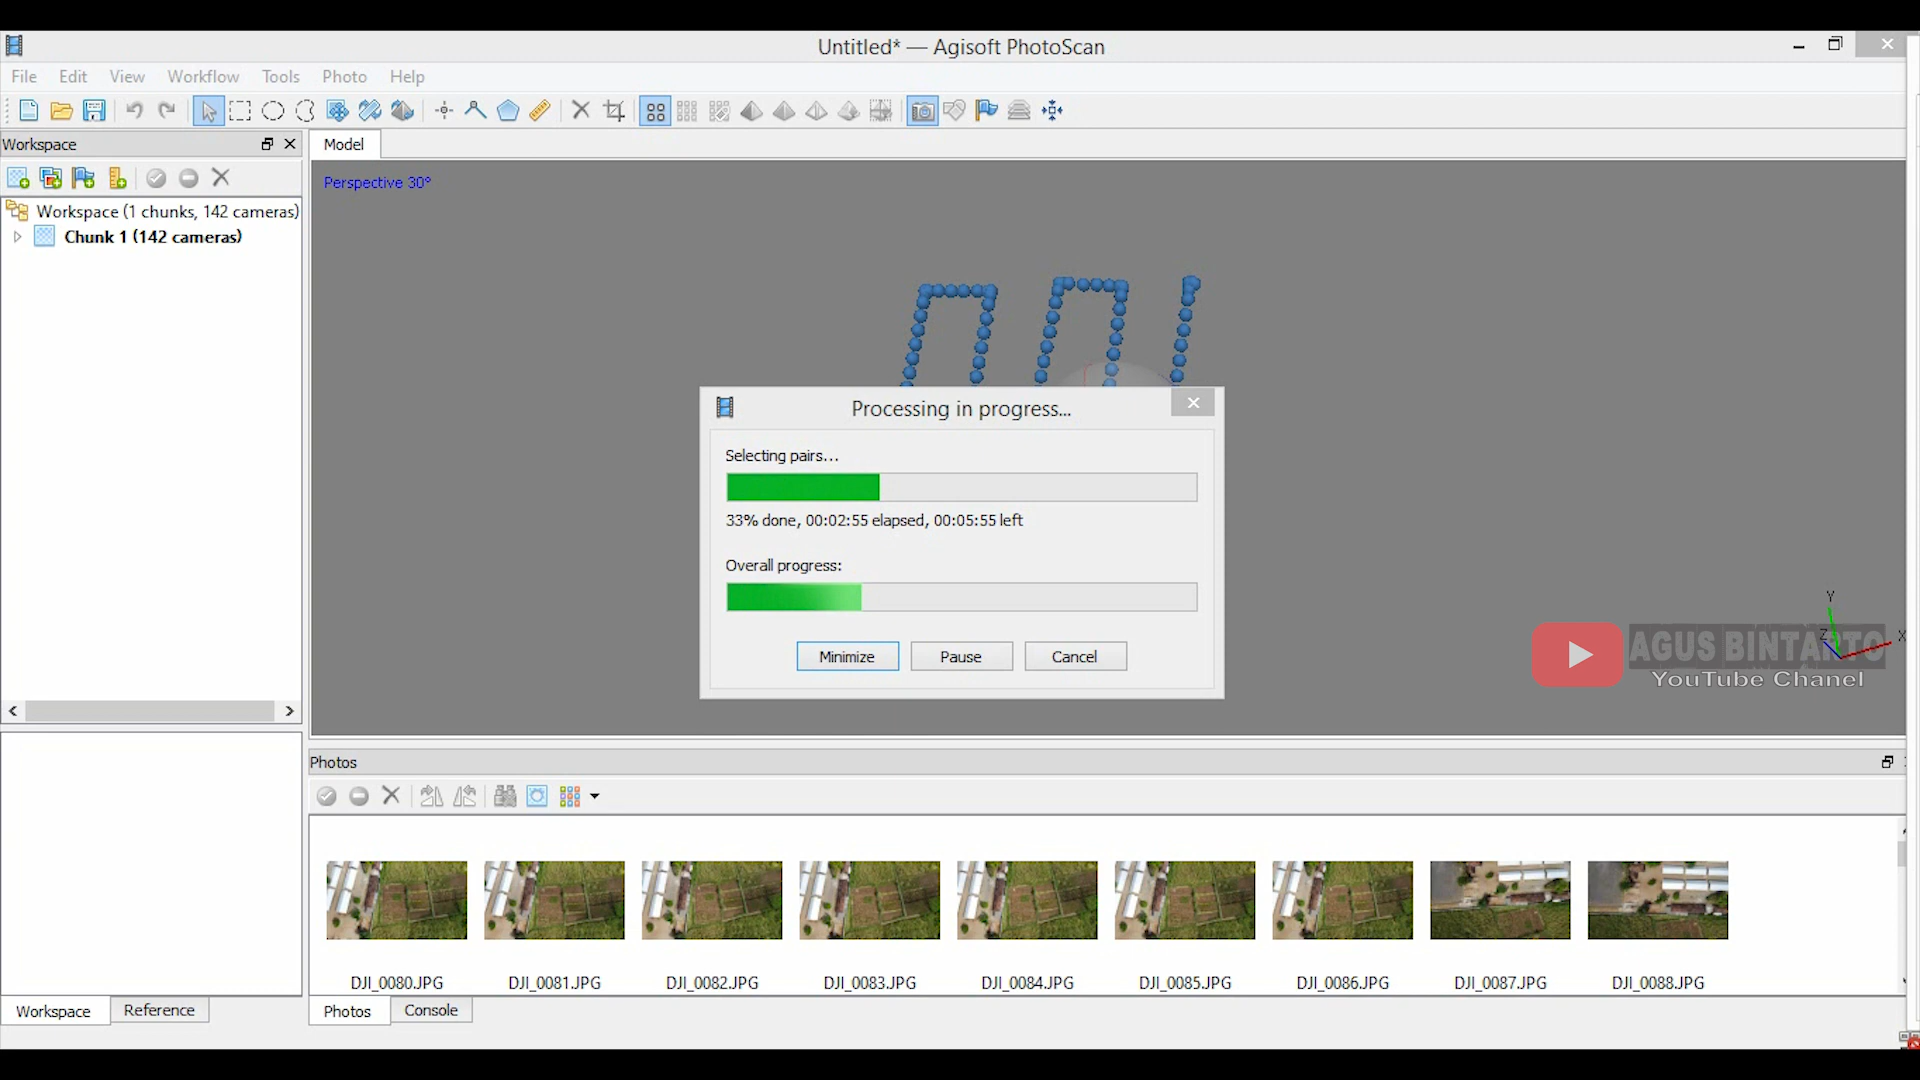 Untitled* — Agisoft PhotoScan
File Edit View Workflow Tools Photo Help
Workspace
Model
Perspective 30°
Workspace (1 chunks, 142 cameras)
Chunk 1 (142 cameras)
Processing in progress...
Selecting pairs...
33% done, 00:02:55 elapsed, 00:05:55 left
Overall progress:
Minimize Pause Cancel
Y
Z
X
AGUS BINTARTO
YouTube Chanel
Photos
DJI_0080.JPG DJI_0081.JPG DJI_0082.JPG DJI_0083.JPG DJI_0084.JPG DJI_0085.JPG DJI_0086.JPG DJI_0087.JPG DJI_0088.JPG
Workspace Reference
Photos Console